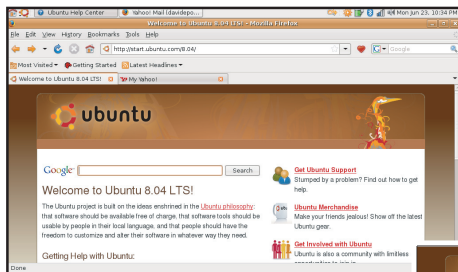 Ubuntu Help Center
Yahoo! Mail (davidepo...
Mon Jun 23, 10:34 PM
Welcome to Ubuntu 8.04 LTS! - Mozilla Firefox
File Edit View History Bookmarks Tools Help
http://start.ubuntu.com/8.04/
Google
Most Visited Getting Started Latest Headlines
Welcome to Ubuntu 8.04 LTS!
My Yahoo!
ubuntu
Google Search
Welcome to Ubuntu 8.04 LTS!
The Ubuntu project is built on the ideas enshrined in the Ubuntu philosophy:
that software should be available free of charge, that software tools should be
usable by people in their local language, and that people should have the
freedom to customize and alter their software in whatever way they need.
Getting Help with Ubuntu:
Get Ubuntu Support
Stumped by a problem? Find out how to get
help.
Ubuntu Merchandise
Make your friends jealous! Show off the latest
Ubuntu gear.
Get Involved with Ubuntu
Ubuntu is also a community with limitless
opportunities to join in
Done